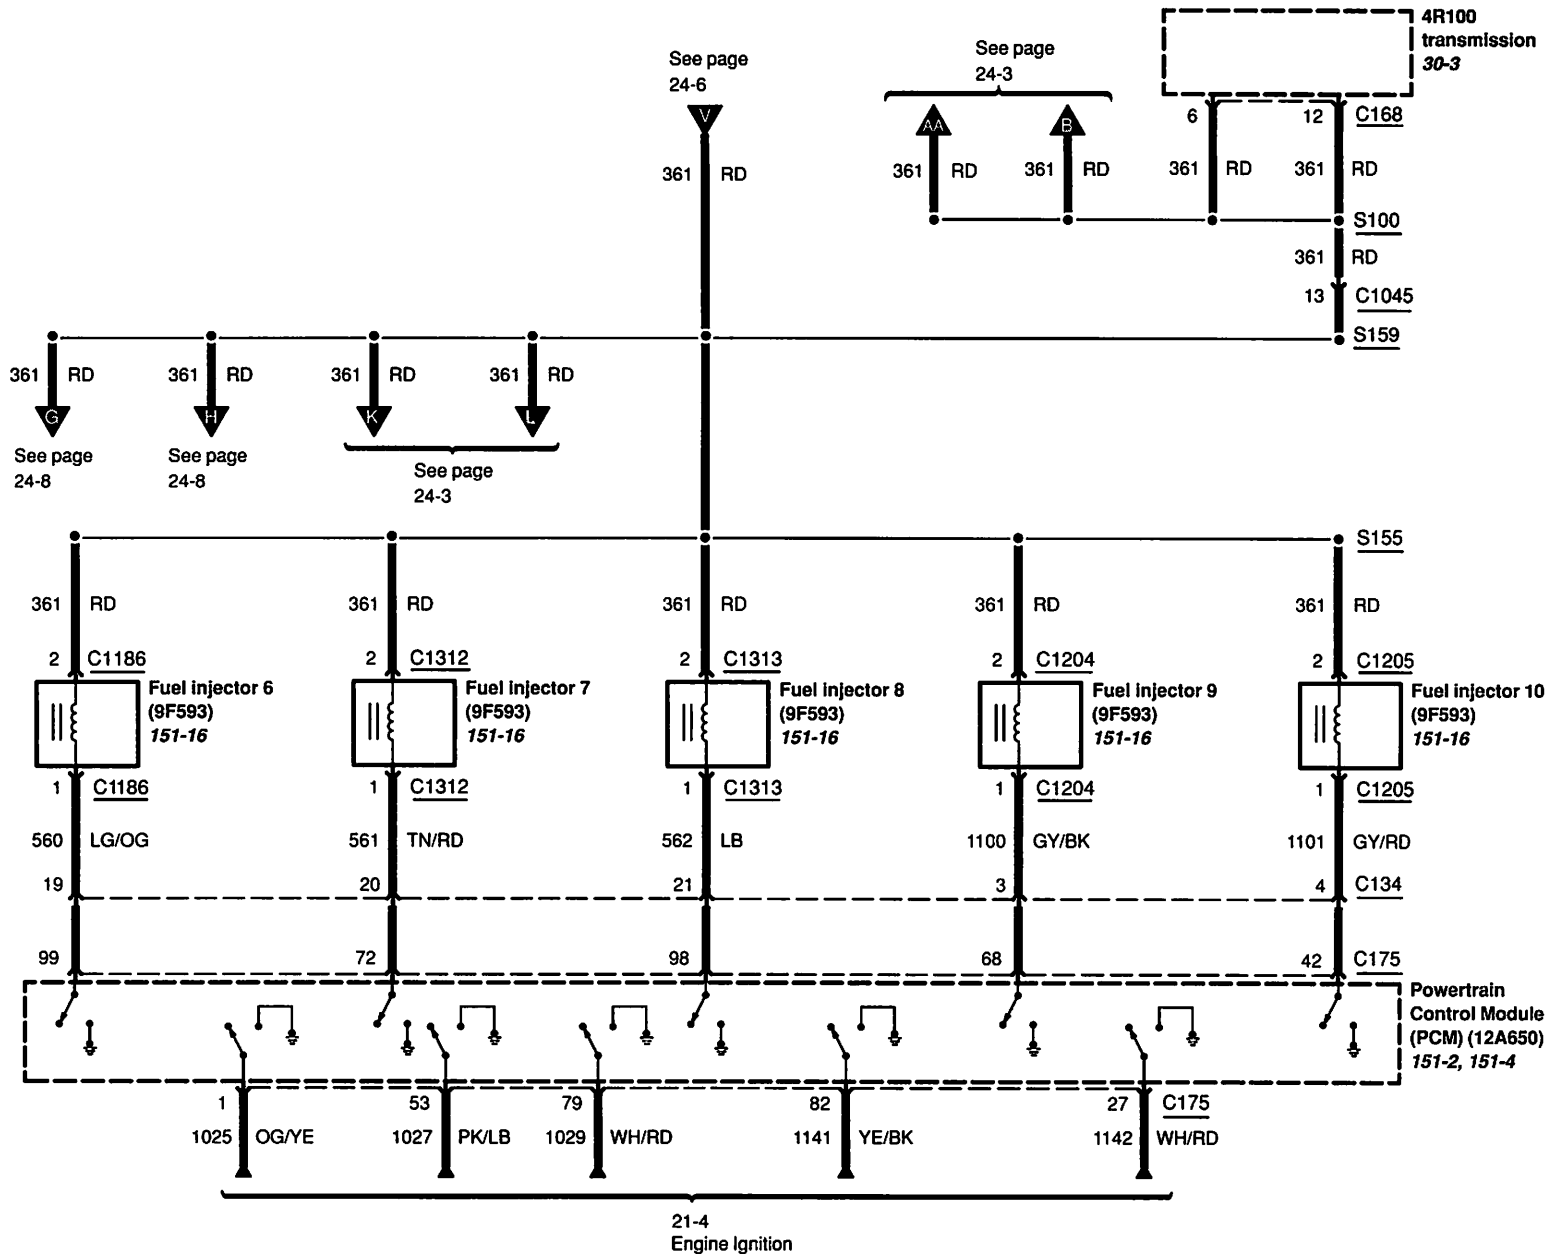 4R100
transmission
30-3
See page
24-3
See page
24-6
V
AA
B
6
12
C168
361 RD
361 RD
361 RD
361 RD
361 RD
S100
361 RD
13
C1045
S159
361 RD
361 RD
361 RD
361 RD
G
H
K
L
See page
24-8
See page
24-8
See page
24-3
S155
361 RD
361 RD
361 RD
361 RD
361 RD
2 C1186
2 C1312
2 C1313
2 C1204
2 C1205
Fuel injector 6
(9F593)
151-16
Fuel injector 7
(9F593)
151-16
Fuel injector 8
(9F593)
151-16
Fuel injector 9
(9F593)
151-16
Fuel injector 10
(9F593)
151-16
1 C1186
1 C1312
1 C1313
1 C1204
1 C1205
560 LG/OG
561 TN/RD
562 LB
1100 GY/BK
1101 GY/RD
19
20
21
3
4
C134
99
72
98
68
42
C175
Powertrain
Control Module
(PCM) (12A650)
151-2, 151-4
1
53
79
82
27
C175
1025 OG/YE
1027 PK/LB
1029 WH/RD
1141 YE/BK
1142 WH/RD
21-4
Engine Ignition